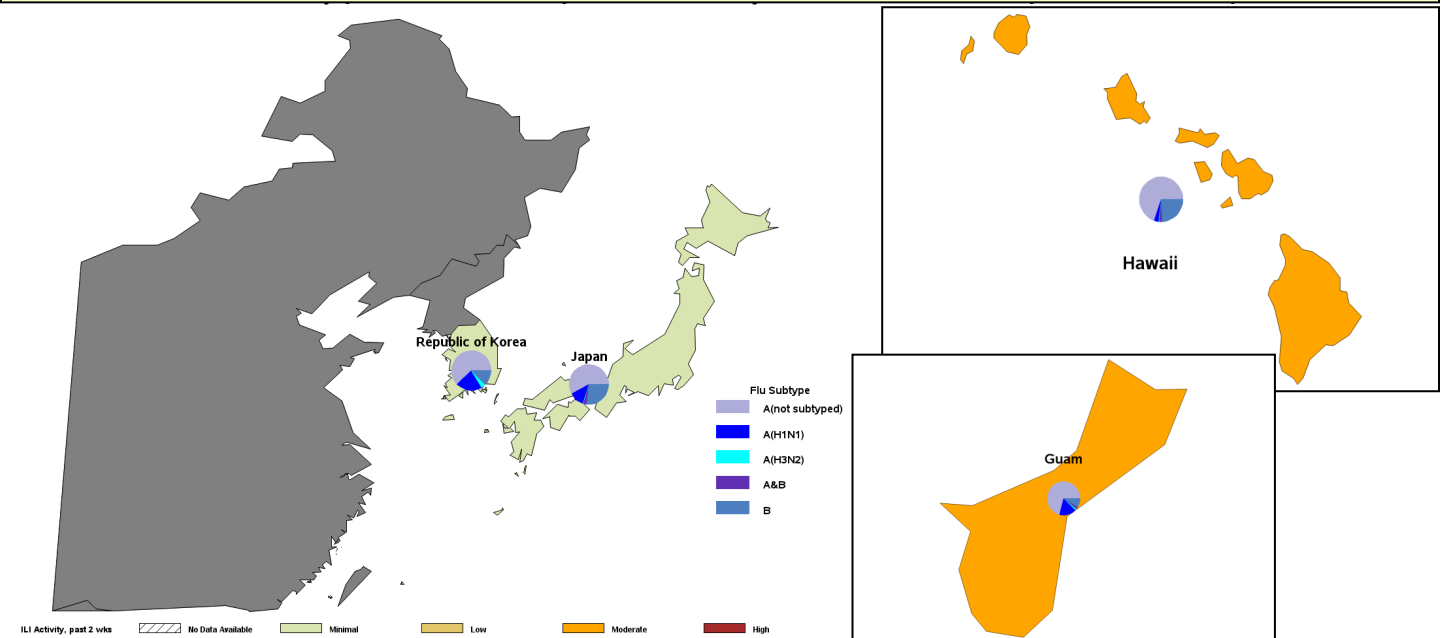 Hawaii
Republic of Korea
Japan
Flu Subtype
A(not subtyped)
A(H1N1)
A(H3N2)
A&B
B
Guam
ILI Activity, past 2 wks
No Data Available
Minimal
Low
Moderate
High